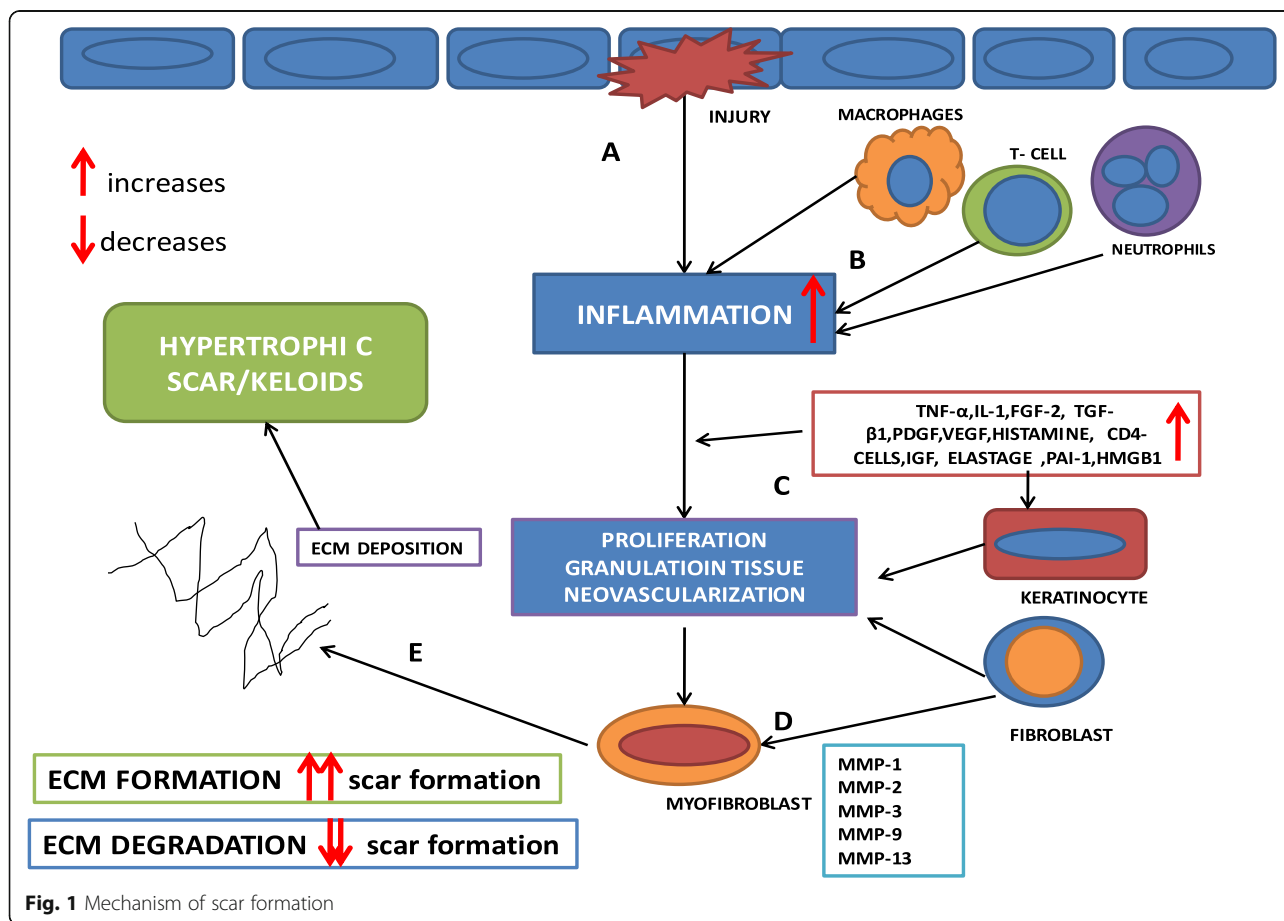 INJURY
MACROPHAGES
T- CELL
NEUTROPHILS
A
B
increases
decreases
INFLAMMATION
HYPERTROPHI C
SCAR/KELOIDS
TNF-α,IL-1,FGF-2, TGF-
β1,PDGF,VEGF,HISTAMINE, CD4-
CELLS,IGF, ELASTAGE ,PAI-1,HMGB1
C
ECM DEPOSITION
PROLIFERATION
GRANULATIOIN TISSUE
NEOVASCULARIZATION
KERATINOCYTE
E
D
FIBROBLAST
MYOFIBROBLAST
MMP-1
MMP-2
MMP-3
MMP-9
MMP-13
ECM FORMATION scar formation
ECM DEGRADATION scar formation
Fig. 1 Mechanism of scar formation